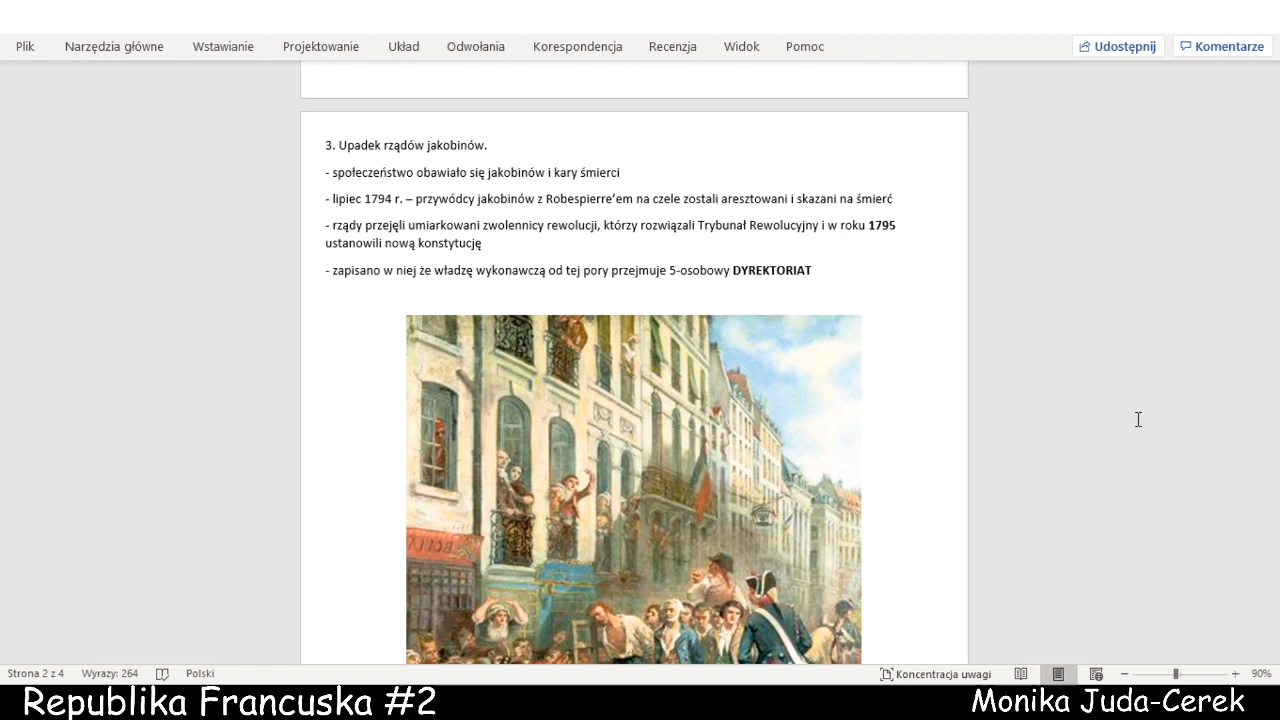 Plik Narzędzia główne Wstawianie Projektowanie Układ Odwołania Korespondencja Recenzja Widok Pomoc Udostępnij Komentarze
3. Upadek rządów jakobinów.
- społeczeństwo obawiało się jakobinów i kary śmierci
- lipiec 1794 r. – przywódcy jakobinów z Robespierre’em na czele zostali aresztowani i skazani na śmierć
- rządy przejęli umiarkowani zwolennicy rewolucji, którzy rozwiązali Trybunał Rewolucyjny i w roku 1795
ustanowili nową konstytucję
- zapisano w niej że władzę wykonawczą od tej pory przejmuje 5-osobowy DYREKTORIAT
Strona 2 z 4 Wyrazy: 264 Polski Koncentracja uwagi 90%
Republika Francuska #2 Monika Juda-Cerek